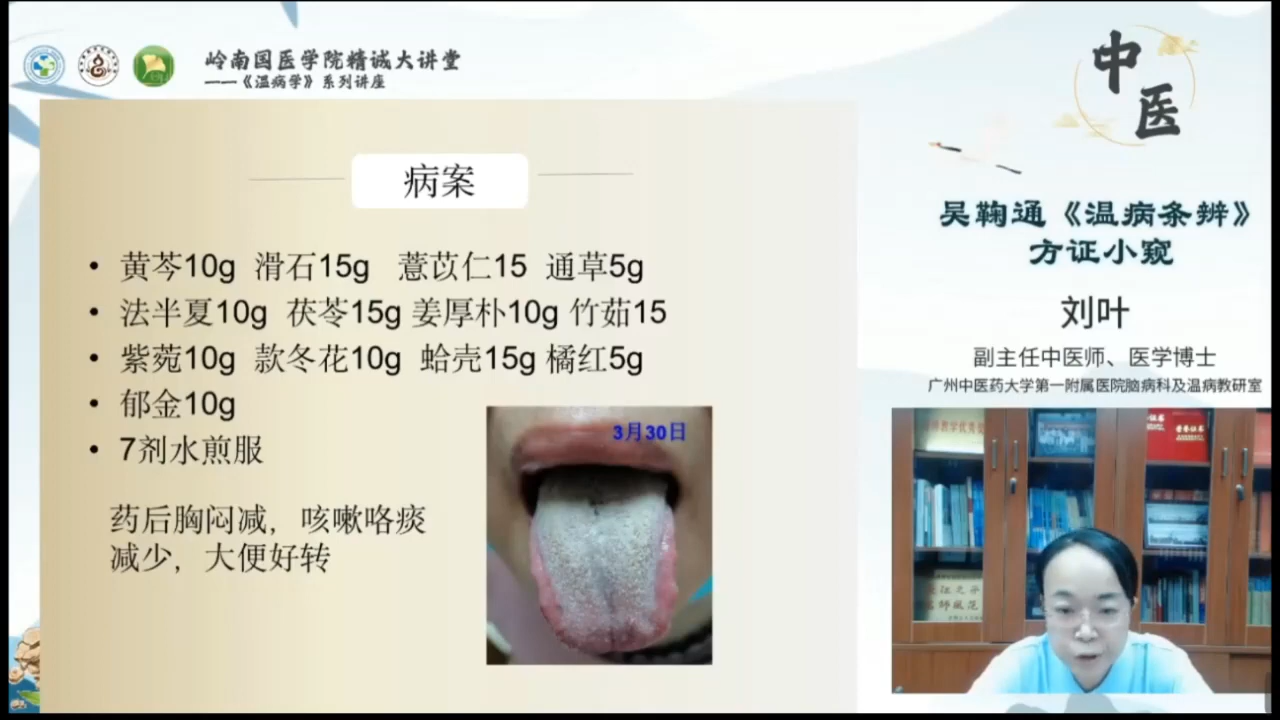 岭南国医学院精诚大讲堂
——《温病学》系列讲座
中医
病案
• 黄芩10g 滑石15g 薏苡仁15 通草5g
• 法半夏10g 茯苓15g 姜厚朴10g 竹茹15
• 紫菀10g 款冬花10g 蛤壳15g 橘红5g
• 郁金10g
• 7剂水煎服
3月30日
药后胸闷减，咳嗽咯痰
减少，大便好转
吴鞠通《温病条辨》
方证小窥
刘叶
副主任中医师、医学博士
广州中医药大学第一附属医院脑病科及温病教研室